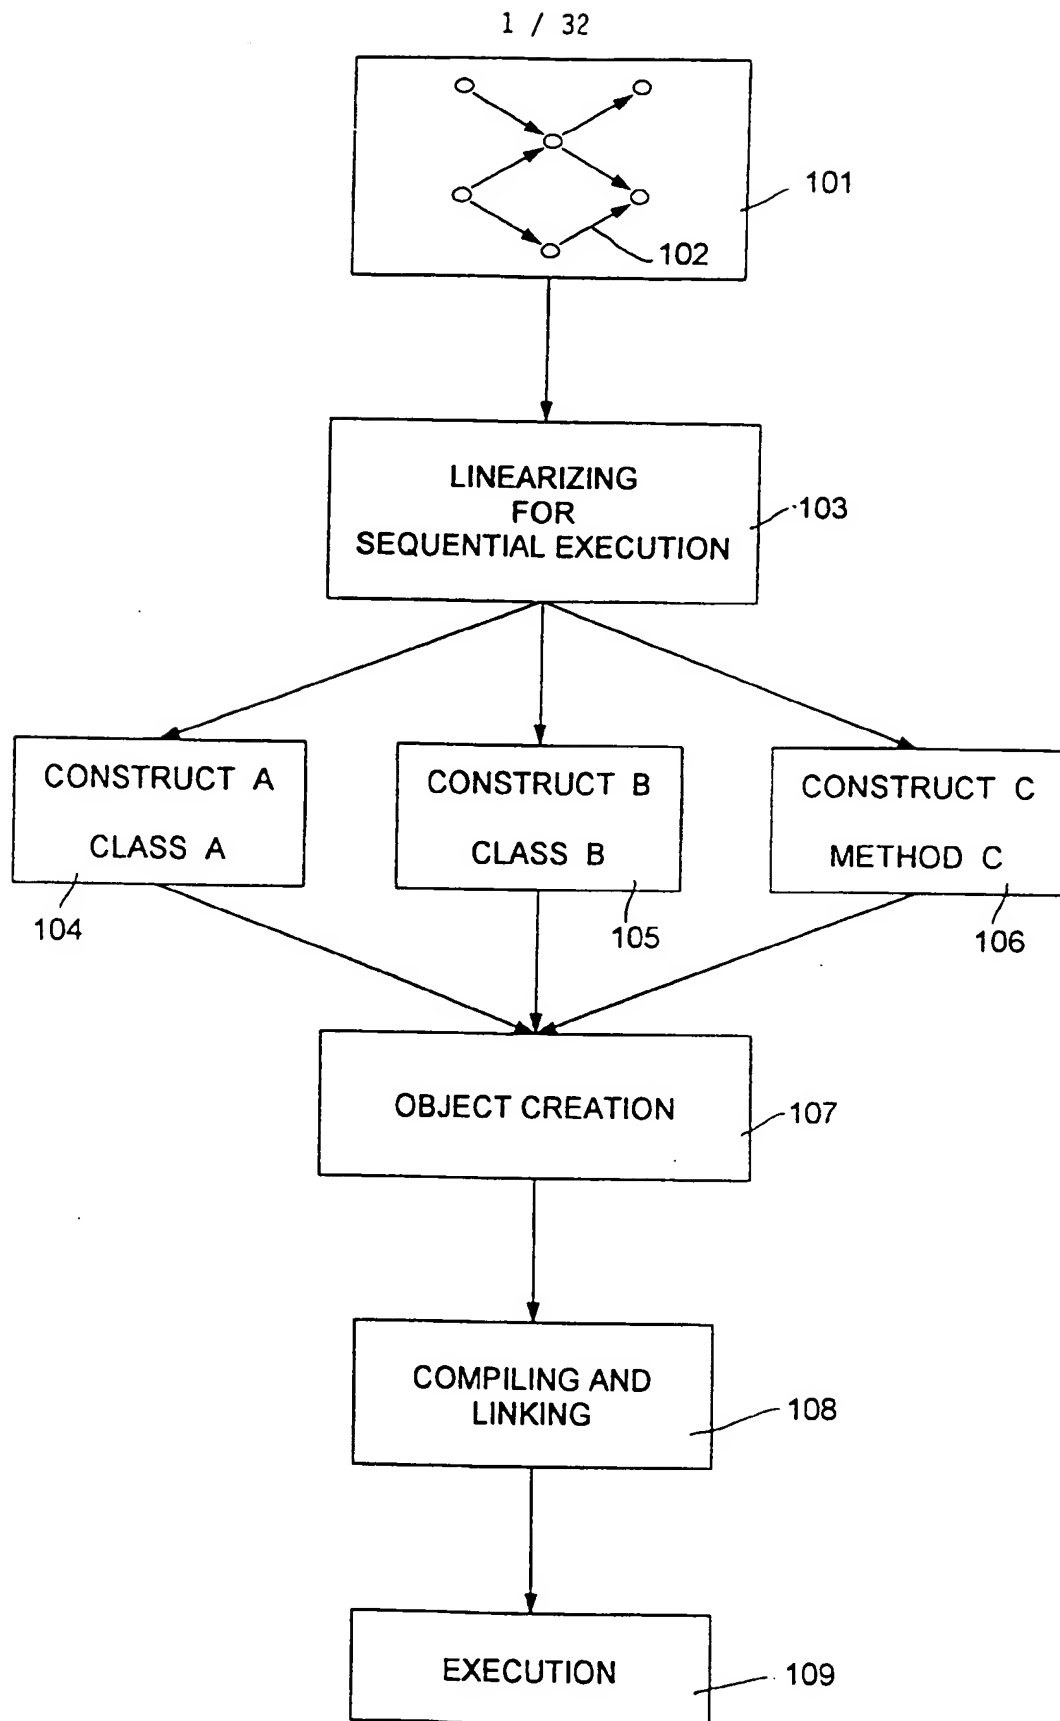 1 / 32
101
102
LINEARIZING
FOR
SEQUENTIAL EXECUTION
103
CONSTRUCT A
CLASS A
104
CONSTRUCT B
CLASS B
105
CONSTRUCT C
METHOD C
106
OBJECT CREATION
107
COMPILING AND
LINKING
108
EXECUTION
109